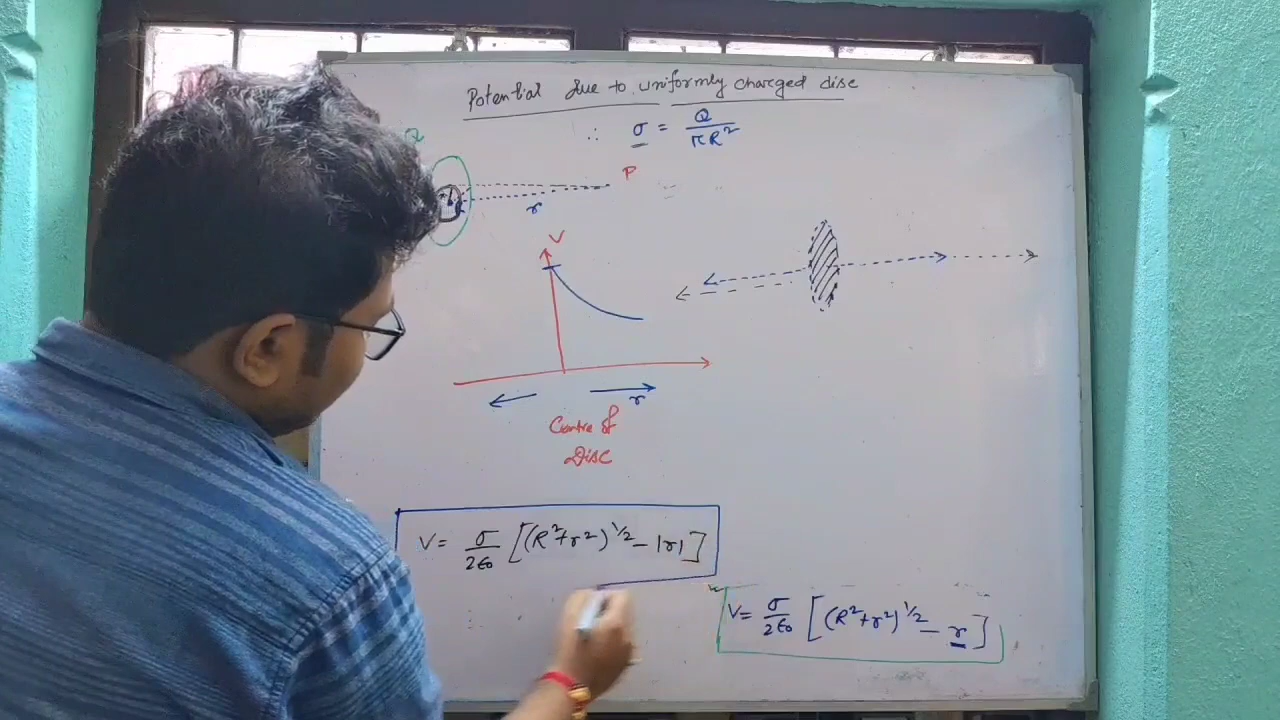 Potential due to uniformly charged disc
∴ σ = Q/πR²
Q
P
R
r
V
r
Centre of
Disc
V = σ/2ε₀ [(R²+r²)^1/2 - |r|]
V = σ/2ε₀ [(R²+r²)^1/2 - r]